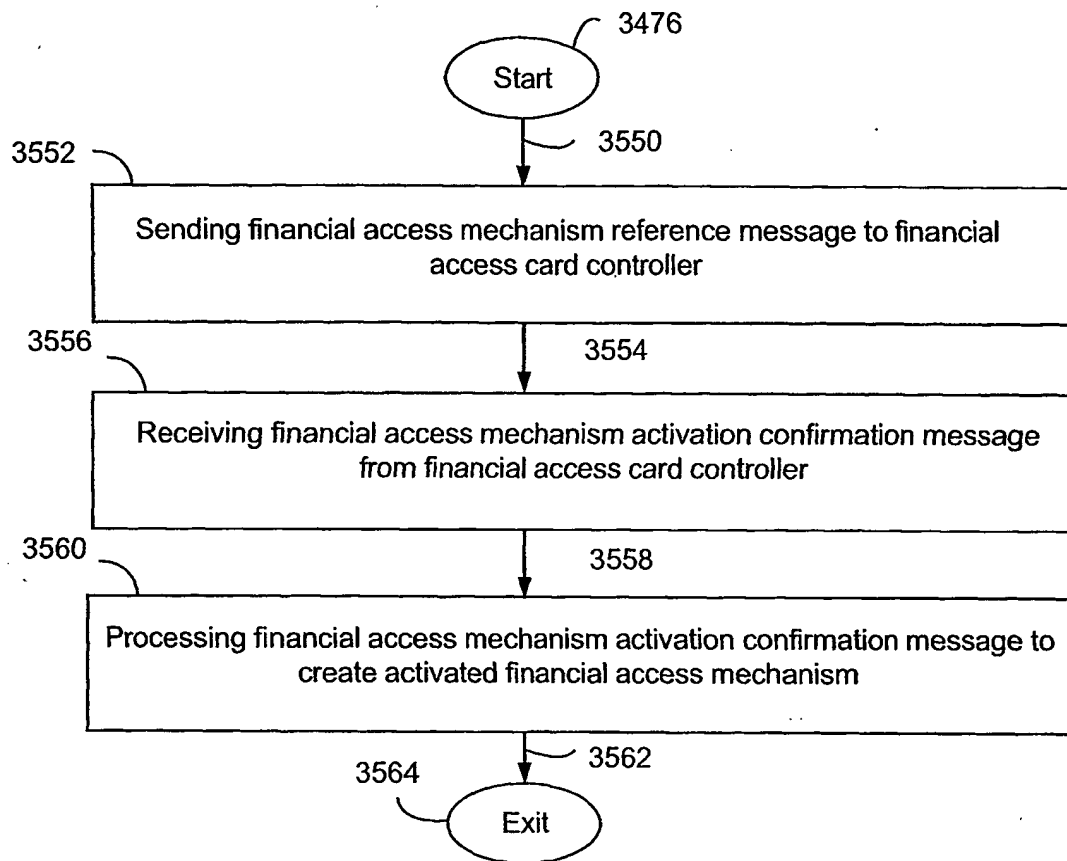 3476
Start
3550
3552
Sending financial access mechanism reference message to financial
access card controller
3554
3556
Receiving financial access mechanism activation confirmation message
from financial access card controller
3558
3560
Processing financial access mechanism activation confirmation message to
create activated financial access mechanism
3562
3564
Exit